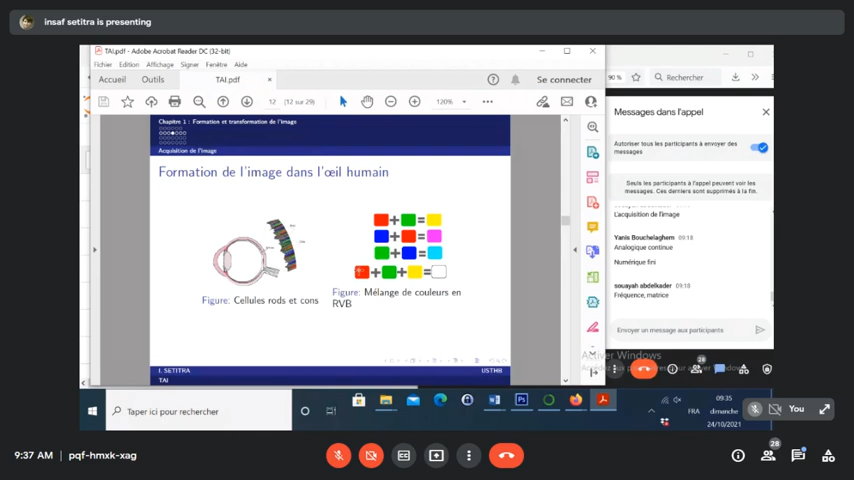 insaf setitra is presenting
TAI.pdf - Adobe Acrobat Reader DC (32-bit)
Fichier Edition Affichage Signer Fenêtre Aide
Accueil Outils TAI.pdf × Se connecter
12 (12 sur 29) 120%
90 % Rechercher
Chapitre 1 : Formation et transformation de l'image
Acquisition de l'image
Formation de l'image dans l'œil humain
+ =
+ =
+ =
+ + =
Figure: Cellules rods et cons
Figure: Mélange de couleurs en
RVB
I. SETITRA USTHB
TAI
Messages dans l'appel
Autoriser tous les participants à envoyer des
messages
Seuls les participants à l'appel peuvent voir les
messages. Ces derniers sont supprimés à la fin.
L'acquisition de l'image
Yanis Bouchelaghem 09:18
Analogique continue
Numérique fini
souayah abdelkader 09:18
Fréquence, matrice
Envoyer un message aux participants
Activer Windows
28
Taper ici pour rechercher
09:35
FR dimanche
24/10/2021
You
9:37 AM pqf-hmxk-xag
28